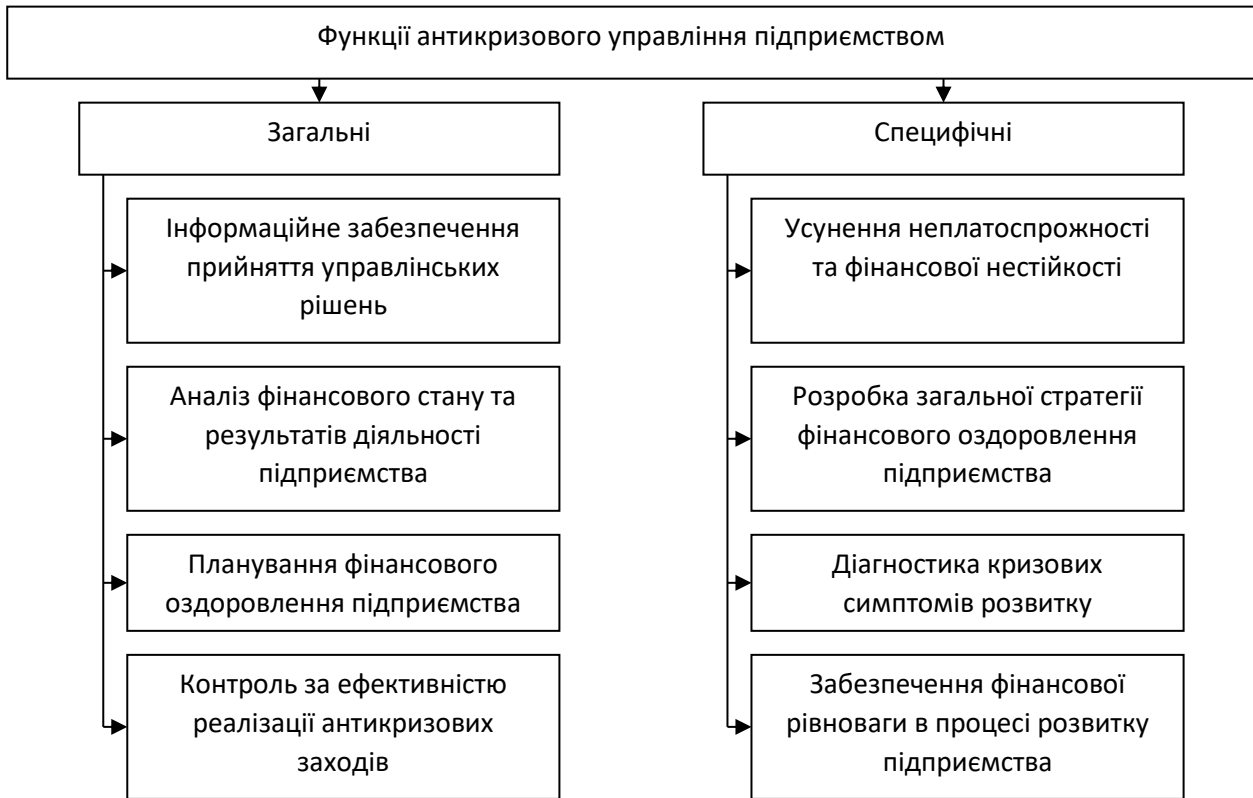 Функції антикризового управління підприємством
Загальні
Інформаційне забезпечення
прийняття управлінських
рішень
Аналіз фінансового стану та
результатів діяльності
підприємства
Планування фінансового
оздоровлення підприємства
Контроль за ефективністю
реалізації антикризових
заходів
Специфічні
Усунення неплатоспрожності
та фінансової нестійкості
Розробка загальної стратегії
фінансового оздоровлення
підприємства
Діагностика кризових
симптомів розвитку
Забезпечення фінансової
рівноваги в процесі розвитку
підприємства